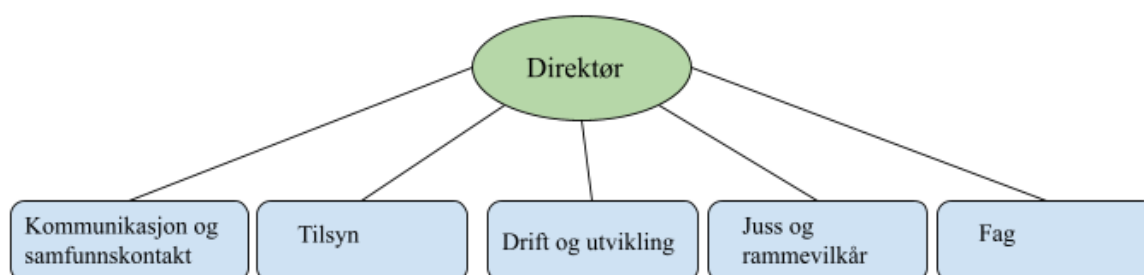 Direktør
Kommunikasjon og
samfunnskontakt
Tilsyn
Drift og utvikling
Juss og
rammevilkår
Fag